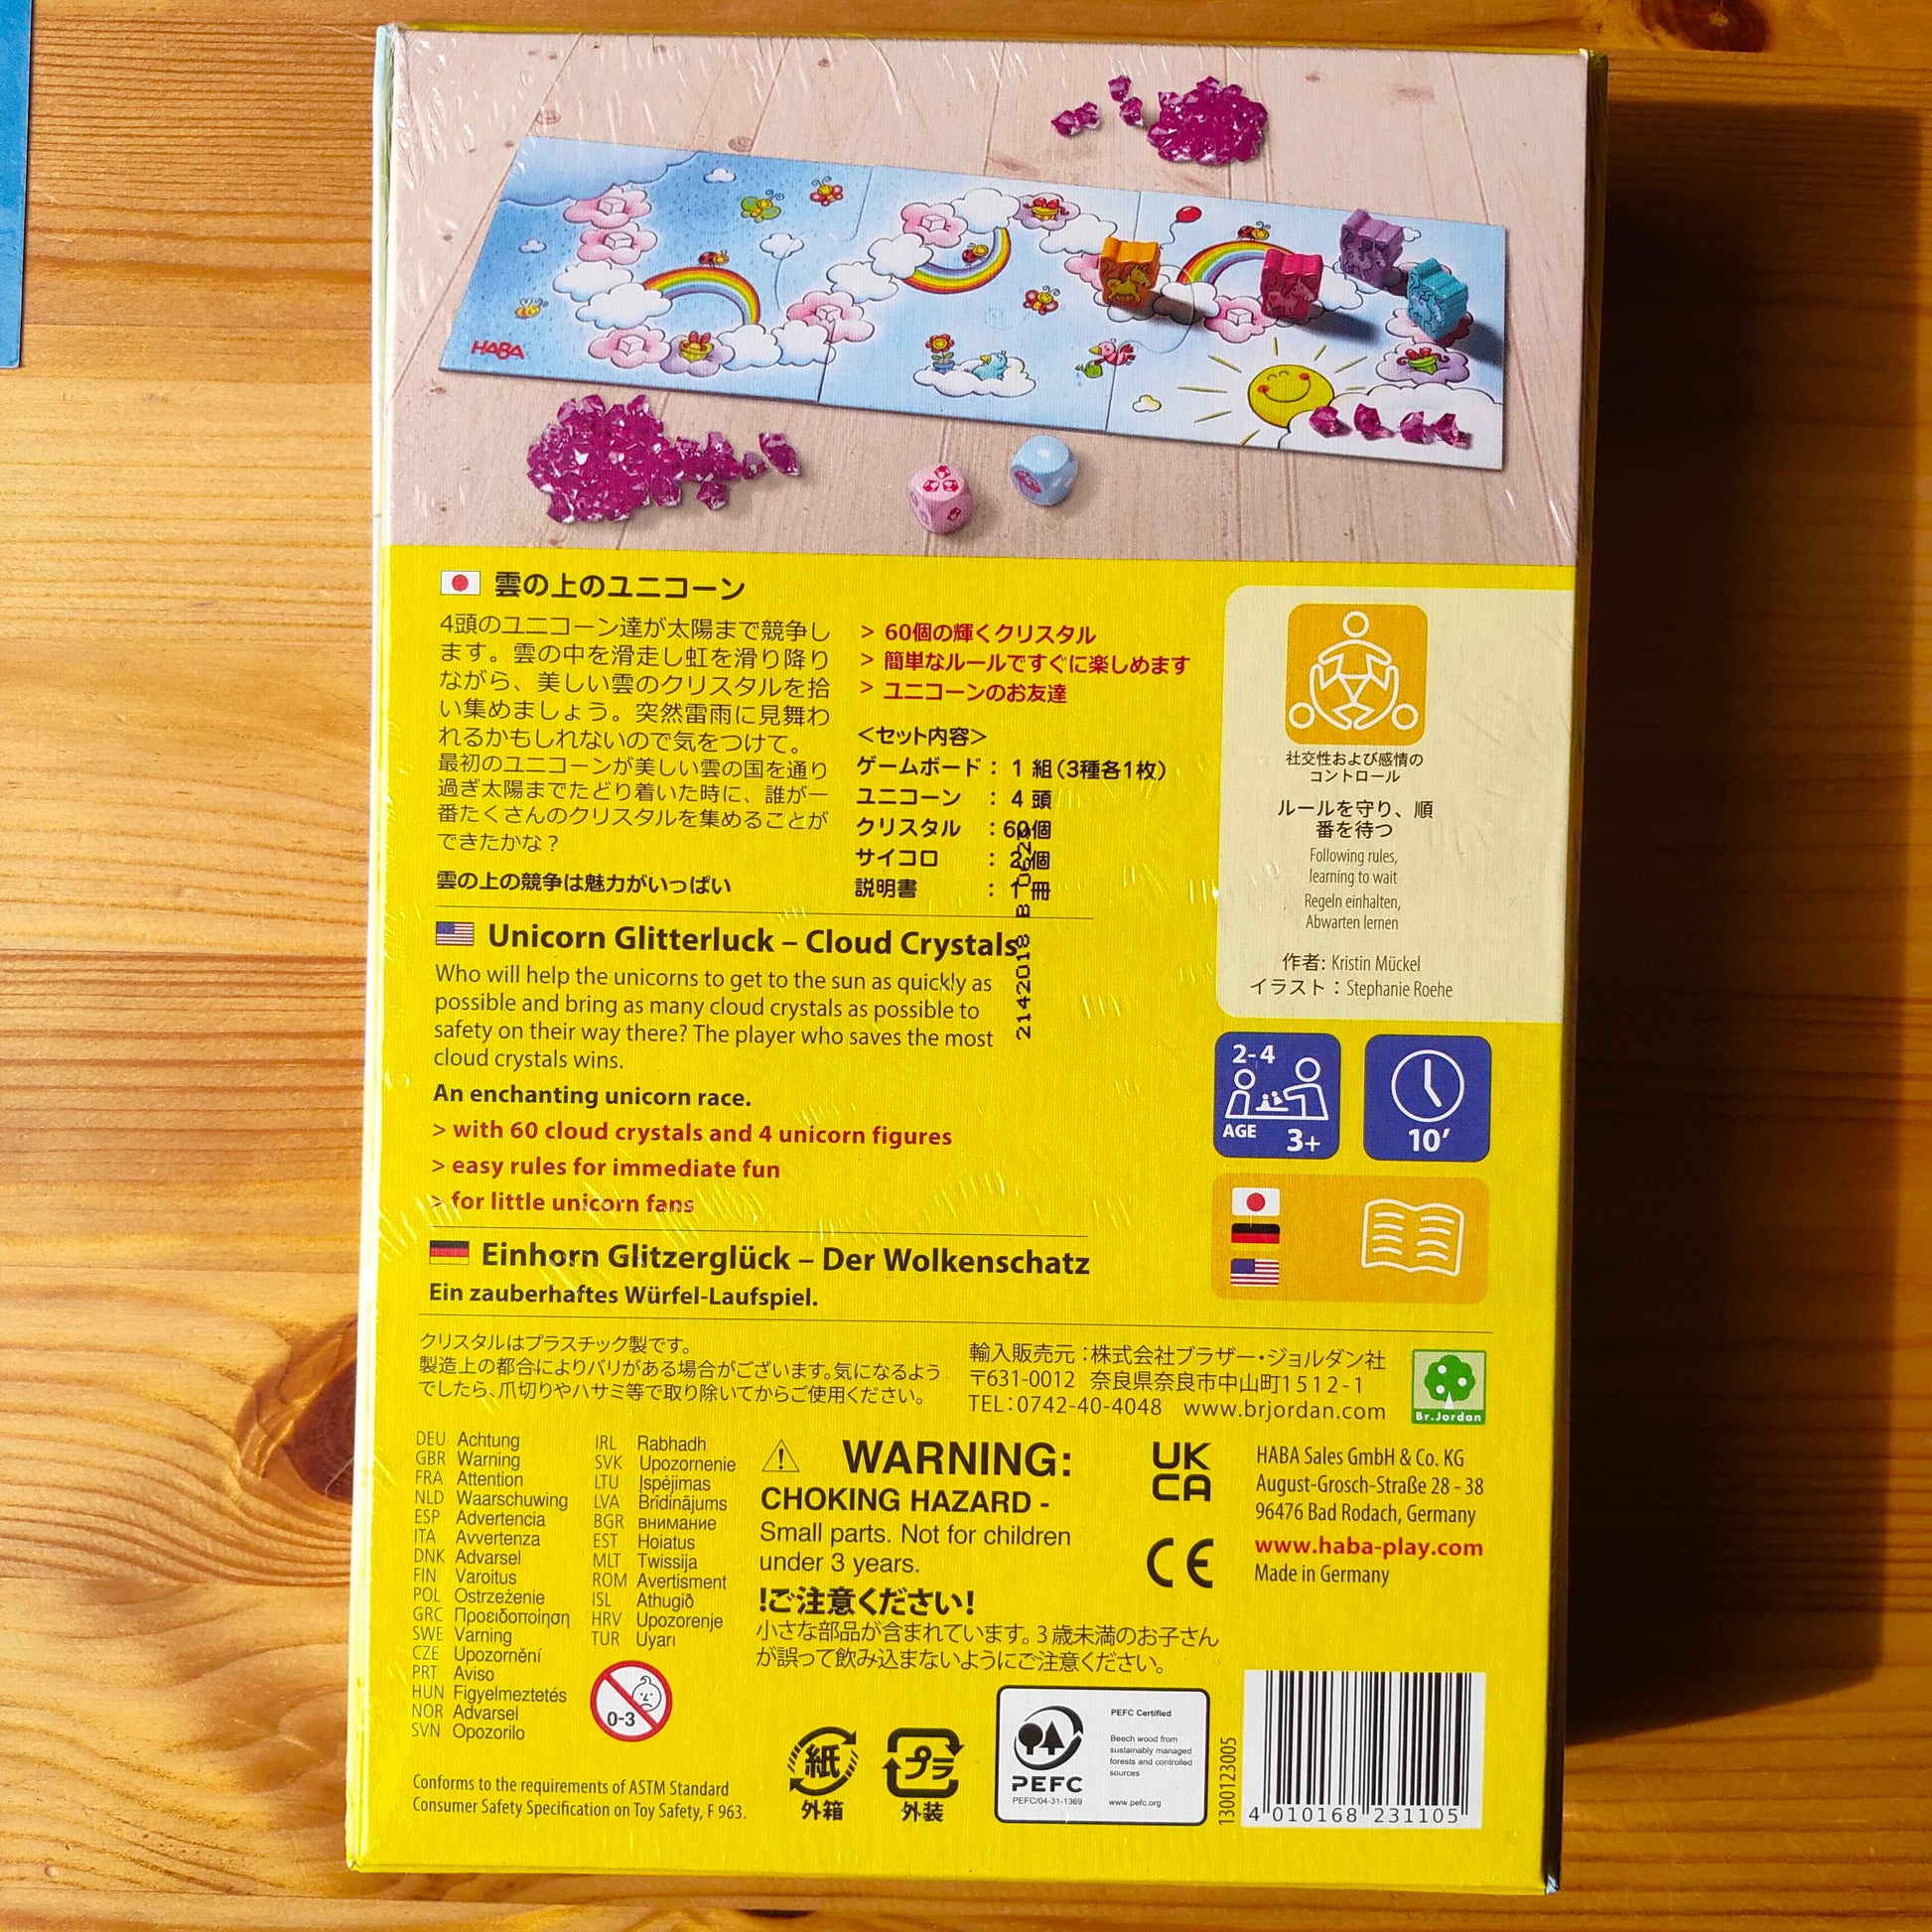 HABA
雲の上のユニコーン
4頭のユニコーン達が太陽まで競争し
ます。雲の中を滑走し虹を滑り降り
ながら、美しい雲のクリスタルを拾
い集めましょう。突然雷雨に見舞わ
れるかもしれないので気をつけて。
最初のユニコーンが美しい雲の国を通り
過ぎ太陽までたどり着いた時に、誰が一
番たくさんのクリスタルを集めることが
できたかな？
雲の上の競争は魅力がいっぱい
> 60個の輝くクリスタル
> 簡単なルールですぐに楽しめます
> ユニコーンのお友達
＜セット内容＞
ゲームボード：1 組（3種各1枚）
ユニコーン ：4 頭
クリスタル ：60個
サイコロ ：2 個
説明書 ：1 冊
社交性および感情の
コントロール
ルールを守り、順
番を待つ
Following rules,
learning to wait
Regeln einhalten,
Abwarten lernen
作者: Kristin Mückel
イラスト：Stephanie Roehe
Unicorn Glitterluck – Cloud Crystals
Who will help the unicorns to get to the sun as quickly as
possible and bring as many cloud crystals as possible to
safety on their way there? The player who saves the most
cloud crystals wins.
An enchanting unicorn race.
> with 60 cloud crystals and 4 unicorn figures
> easy rules for immediate fun
> for little unicorn fans
2142018 B
2-4
AGE 3+
10’
Einhorn Glitzerglück – Der Wolkenschatz
Ein zauberhaftes Würfel-Laufspiel.
クリスタルはプラスチック製です。
製造上の都合によりバリがある場合がございます。気になるよう
でしたら、爪切りやハサミ等で取り除いてからご使用ください。
輸入販売元：株式会社ブラザー・ジョルダン社
〒631-0012 奈良県奈良市中山町1512-1
TEL：0742-40-4048 www.brjordan.com
Br.Jordan
DEU Achtung
GBR Warning
FRA Attention
NLD Waarschuwing
ESP Advertencia
ITA Avvertenza
DNK Advarsel
FIN Varoitus
POL Ostrzeżenie
GRC Προειδοποίηση
SWE Varning
CZE Upozornění
PRT Aviso
HUN Figyelmeztetés
NOR Advarsel
SVN Opozorilo
IRL Rabhadh
SVK Upozornenie
LTU Įspėjimas
LVA Brīdinājums
BGR внимание
EST Hoiatus
MLT Twissija
ROM Avertisment
ISL Athugið
HRV Upozorenje
TUR Uyarı
0-3
WARNING:
CHOKING HAZARD -
Small parts. Not for children
under 3 years.
!ご注意ください!
小さな部品が含まれています。3歳未満のお子さん
が誤って飲み込まないようにご注意ください。
UK
CA
CE
HABA Sales GmbH & Co. KG
August-Grosch-Straße 28 - 38
96476 Bad Rodach, Germany
www.haba-play.com
Made in Germany
Conforms to the requirements of ASTM Standard
Consumer Safety Specification on Toy Safety, F 963.
紙
外箱
プラ
外装
PEFC
PEFC/04-31-1369
PEFC Certified
Beech wood from
sustainably managed
forests and controlled
sources
www.pefc.org
1300123005
4 010168 231105